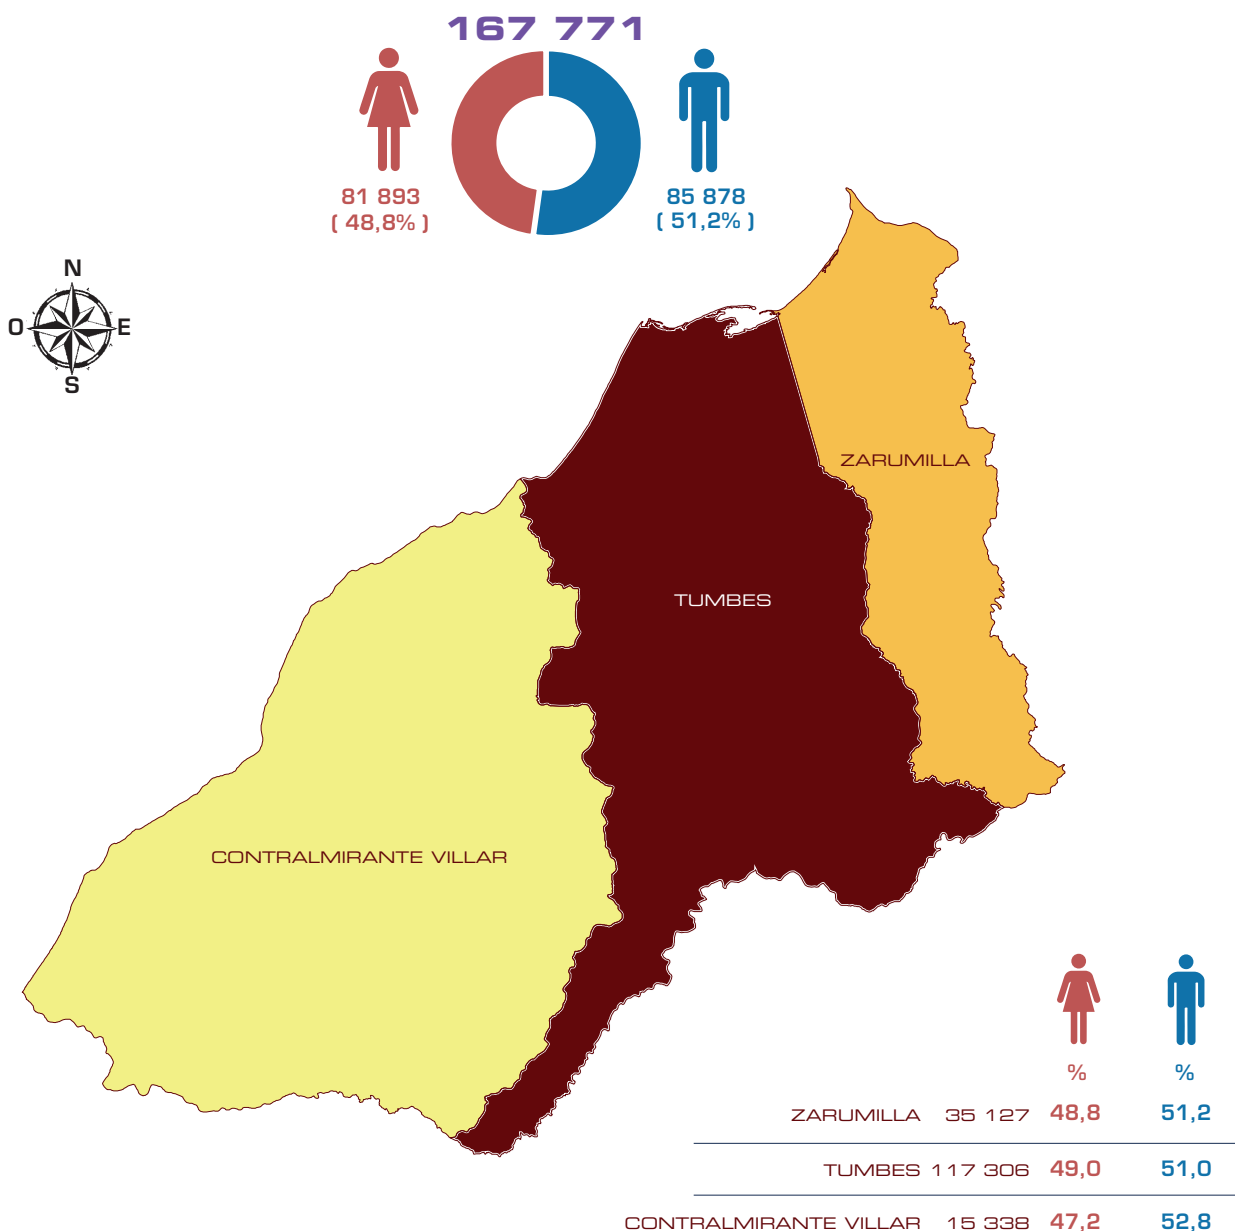 167 771
81 893
( 48,8% )
85 878
( 51,2% )
N
O
E
S
ZARUMILLA
TUMBES
CONTRALMIRANTE VILLAR
% %
ZARUMILLA 35 127 48,8 51,2
TUMBES 117 306 49,0 51,0
CONTRALMIRANTE VILLAR 15 338 47,2 52,8